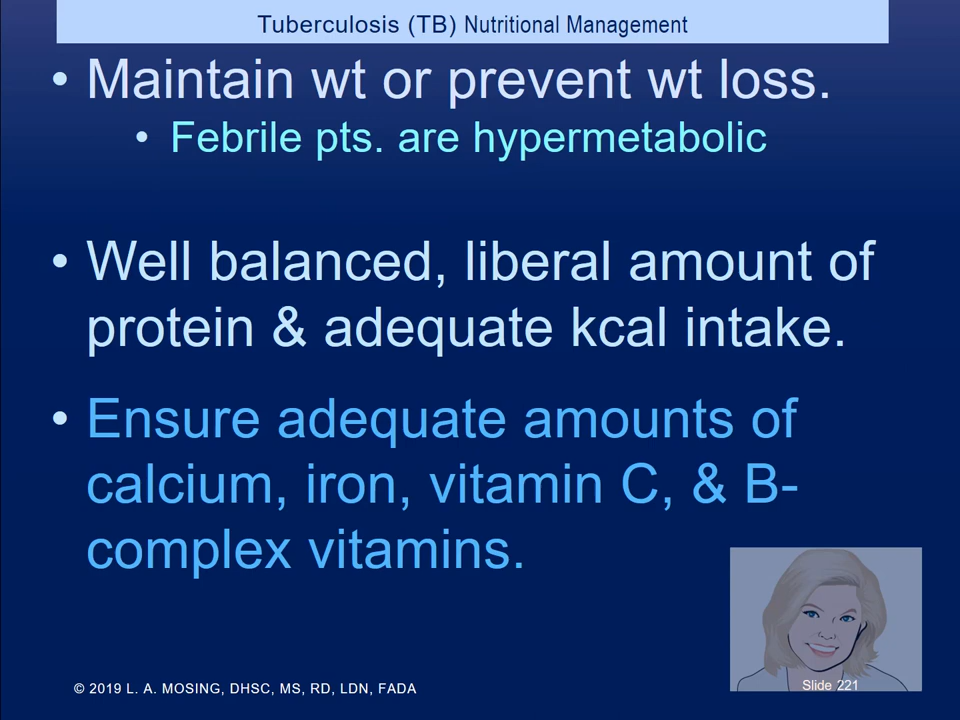 Tuberculosis (TB) Nutritional Management
• Maintain wt or prevent wt loss.
• Febrile pts. are hypermetabolic
• Well balanced, liberal amount of
protein & adequate kcal intake.
• Ensure adequate amounts of
calcium, iron, vitamin C, & B-
complex vitamins.
© 2019 L. A. MOSING, DHSC, MS, RD, LDN, FADA
Slide 221